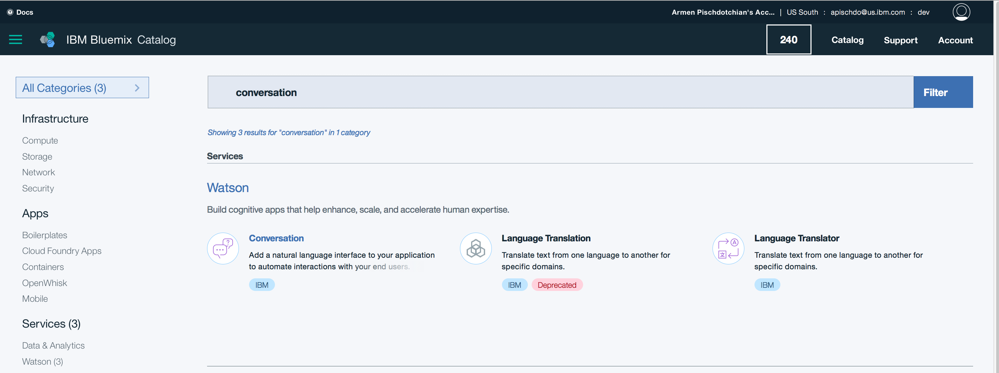 Docs
Armen Pischdotchian's Acc... | US South : apischdo@us.ibm.com : dev
IBM Bluemix Catalog
240
Catalog
Support
Account
All Categories (3)
Infrastructure
Compute
Storage
Network
Security
Apps
Boilerplates
Cloud Foundry Apps
Containers
OpenWhisk
Mobile
Services (3)
Data & Analytics
Watson (3)
conversation
Filter
Showing 3 results for "conversation" in 1 category
Services
Watson
Build cognitive apps that help enhance, scale, and accelerate human expertise.
Conversation
Add a natural language interface to your application
to automate interactions with your end users.
IBM
Language Translation
Translate text from one language to another for
specific domains.
IBM
Deprecated
Language Translator
Translate text from one language to another for
specific domains.
IBM